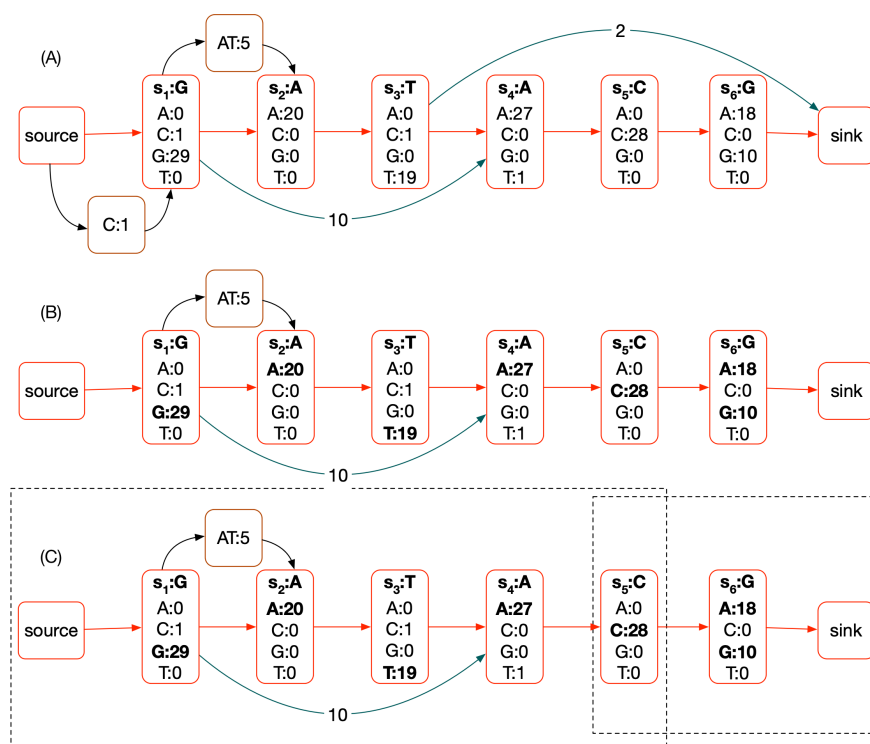 (A)
AT:5
2
source
s₁:G
A:0
C:1
G:29
T:0
s₂:A
A:20
C:0
G:0
T:0
s₃:T
A:0
C:1
G:0
T:19
s₄:A
A:27
C:0
G:0
T:1
s₅:C
A:0
C:28
G:0
T:0
s₆:G
A:18
C:0
G:10
T:0
sink
C:1
10
(B)
AT:5
source
s₁:G
A:0
C:1
G:29
T:0
s₂:A
A:20
C:0
G:0
T:0
s₃:T
A:0
C:1
G:0
T:19
s₄:A
A:27
C:0
G:0
T:1
s₅:C
A:0
C:28
G:0
T:0
s₆:G
A:18
C:0
G:10
T:0
sink
10
(C)
AT:5
source
s₁:G
A:0
C:1
G:29
T:0
s₂:A
A:20
C:0
G:0
T:0
s₃:T
A:0
C:1
G:0
T:19
s₄:A
A:27
C:0
G:0
T:1
s₅:C
A:0
C:28
G:0
T:0
s₆:G
A:18
C:0
G:10
T:0
sink
10